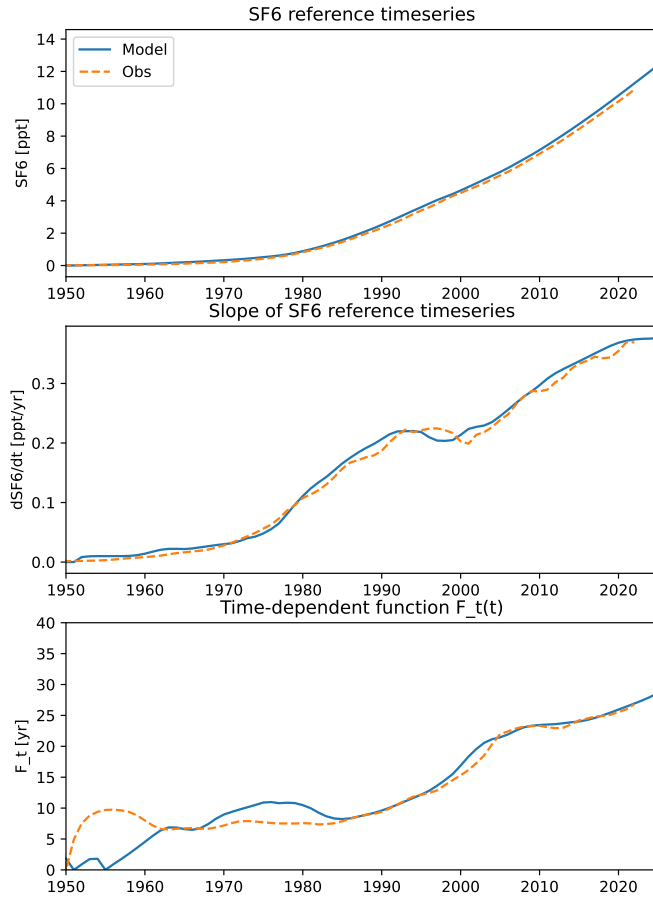 SF6 reference timeseries
14
12
10
8
6
4
2
0
SF6 [ppt]
Model
Obs
1950 1960 1970 1980 1990 2000 2010 2020
Slope of SF6 reference timeseries
0.3
0.2
0.1
0.0
dSF6/dt [ppt/yr]
1950 1960 1970 1980 1990 2000 2010 2020
Time-dependent function F_t(t)
40
35
30
25
20
15
10
5
0
F_t [yr]
1950 1960 1970 1980 1990 2000 2010 2020